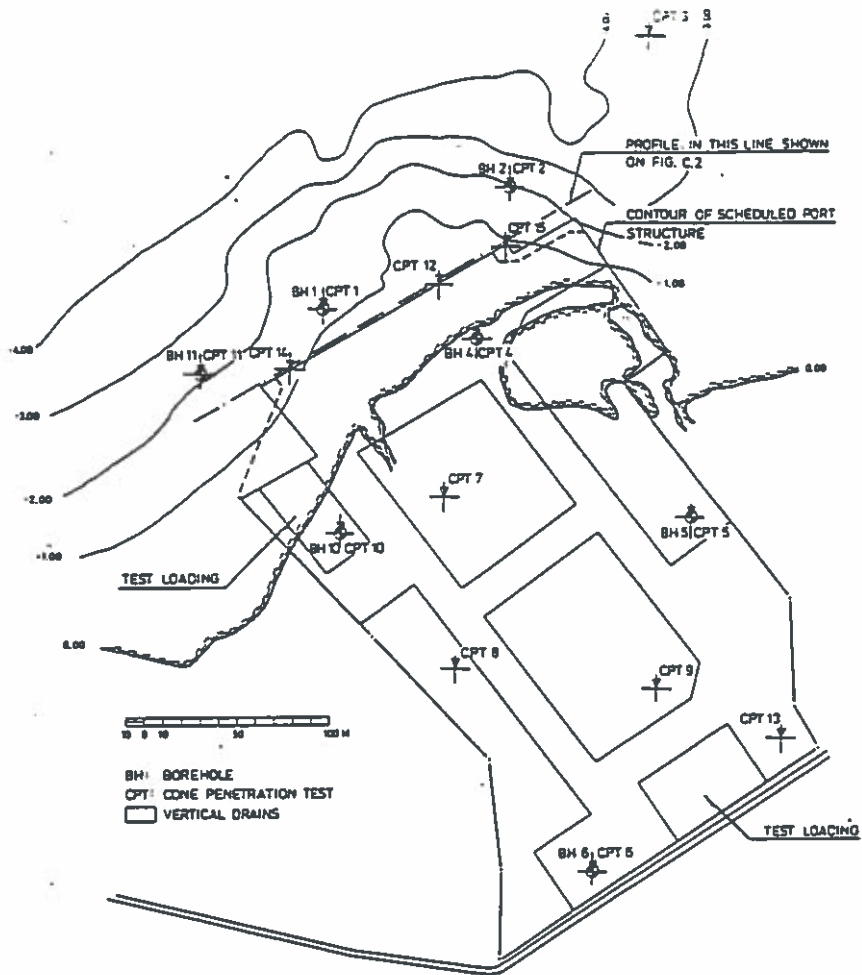 CPT 3
PROFILE IN THIS LINE SHOWN
ON FIG. C.2
BH 2 CPT 2
CONTOUR OF SCHEDULED PORT
STRUCTURE
-2.00
CPT 15
-1.00
CPT 12
BH 1 CPT 1
-4.00
BH 11 CPT 11
CPT 14
BH 4 CPT 4
0.00
-3.00
CPT 7
-2.00
BH 5 CPT 5
-1.00
BH 10 CPT 10
TEST LOADING
0.00
CPT 8
CPT 9
10 0 10 50 100 M
CPT 13
BH: BOREHOLE
CPT: CONE PENETRATION TEST
VERTICAL DRAINS
TEST LOADING
BH 6 CPT 6